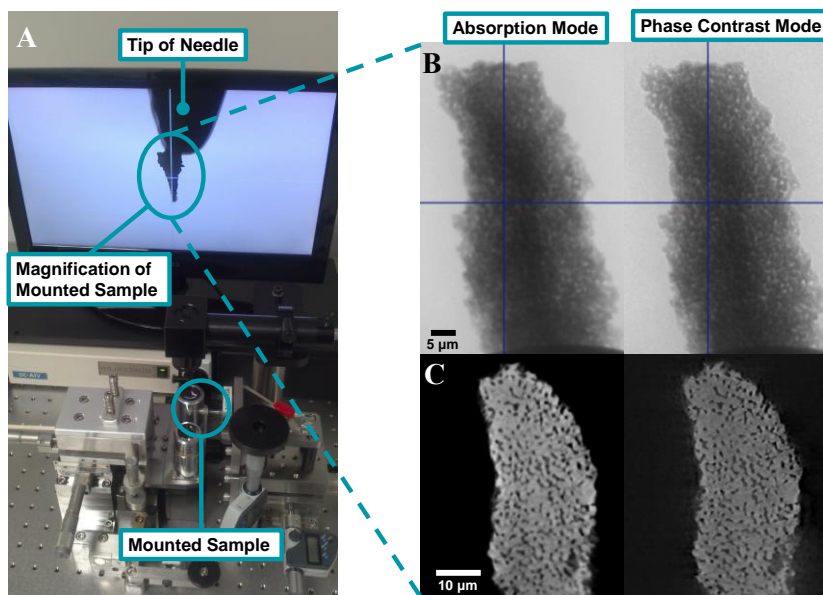 A
Tip of Needle
Magnification of
Mounted Sample
Mounted Sample
Absorption Mode
Phase Contrast Mode
B
5 µm
C
10 µm